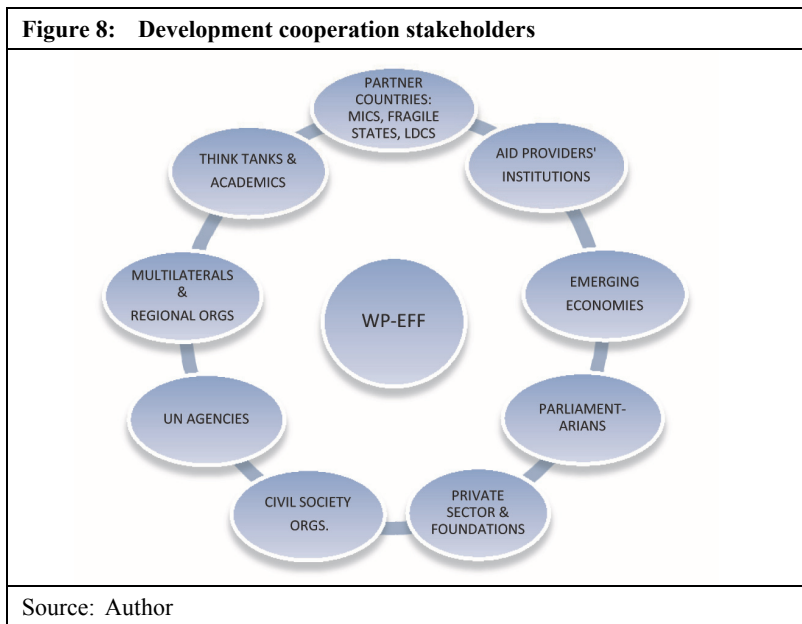 Figure 8: Development cooperation stakeholders
PARTNER
COUNTRIES:
MICS, FRAGILE
STATES, LDCS
AID PROVIDERS'
INSTITUTIONS
EMERGING
ECONOMIES
PARLIAMENT-
ARIANS
PRIVATE
SECTOR &
FOUNDATIONS
CIVIL SOCIETY
ORGS.
UN AGENCIES
MULTILATERALS
&
REGIONAL ORGS
THINK TANKS &
ACADEMICS
WP-EFF
Source: Author